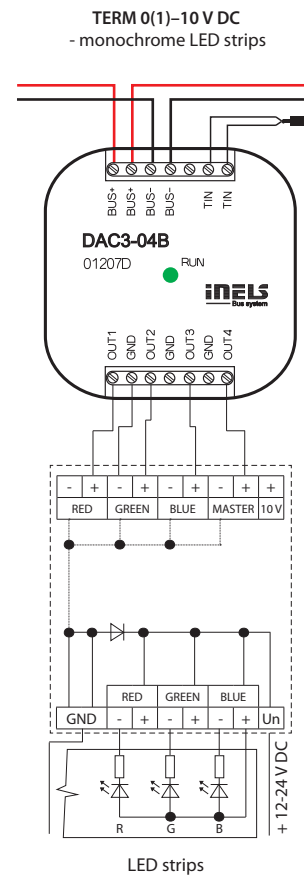 TERM 0(1)–10 V DC
- monochrome LED strips
BUS+ BUS+ BUS- BUS- TIN TIN
DAC3-04B
01207D RUN
iNELS
Bus system
OUT1 GND OUT2 GND OUT3 GND OUT4
- + - + - + - + +
RED GREEN BLUE MASTER 10 V
RED GREEN BLUE
GND - + - + - + Un
+ 12-24 V DC
R G B
LED strips